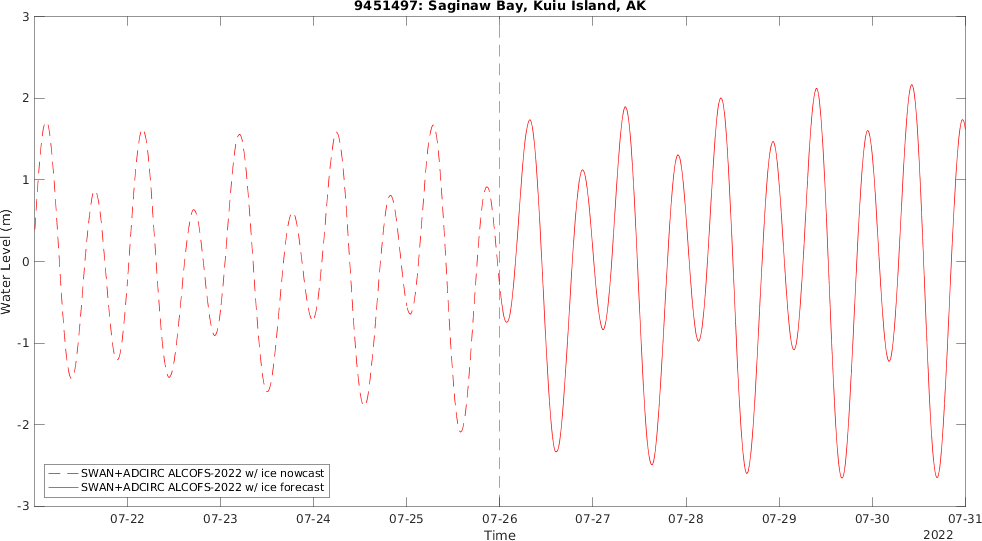 9451497: Saginaw Bay, Kuiu Island, AK
3
2
1
0
-1
-2
-3
Water Level (m)
SWAN+ADCIRC ALCOFS-2022 w/ ice nowcast
SWAN+ADCIRC ALCOFS-2022 w/ ice forecast
07-22 07-23 07-24 07-25 07-26 07-27 07-28 07-29 07-30 07-31
Time
2022